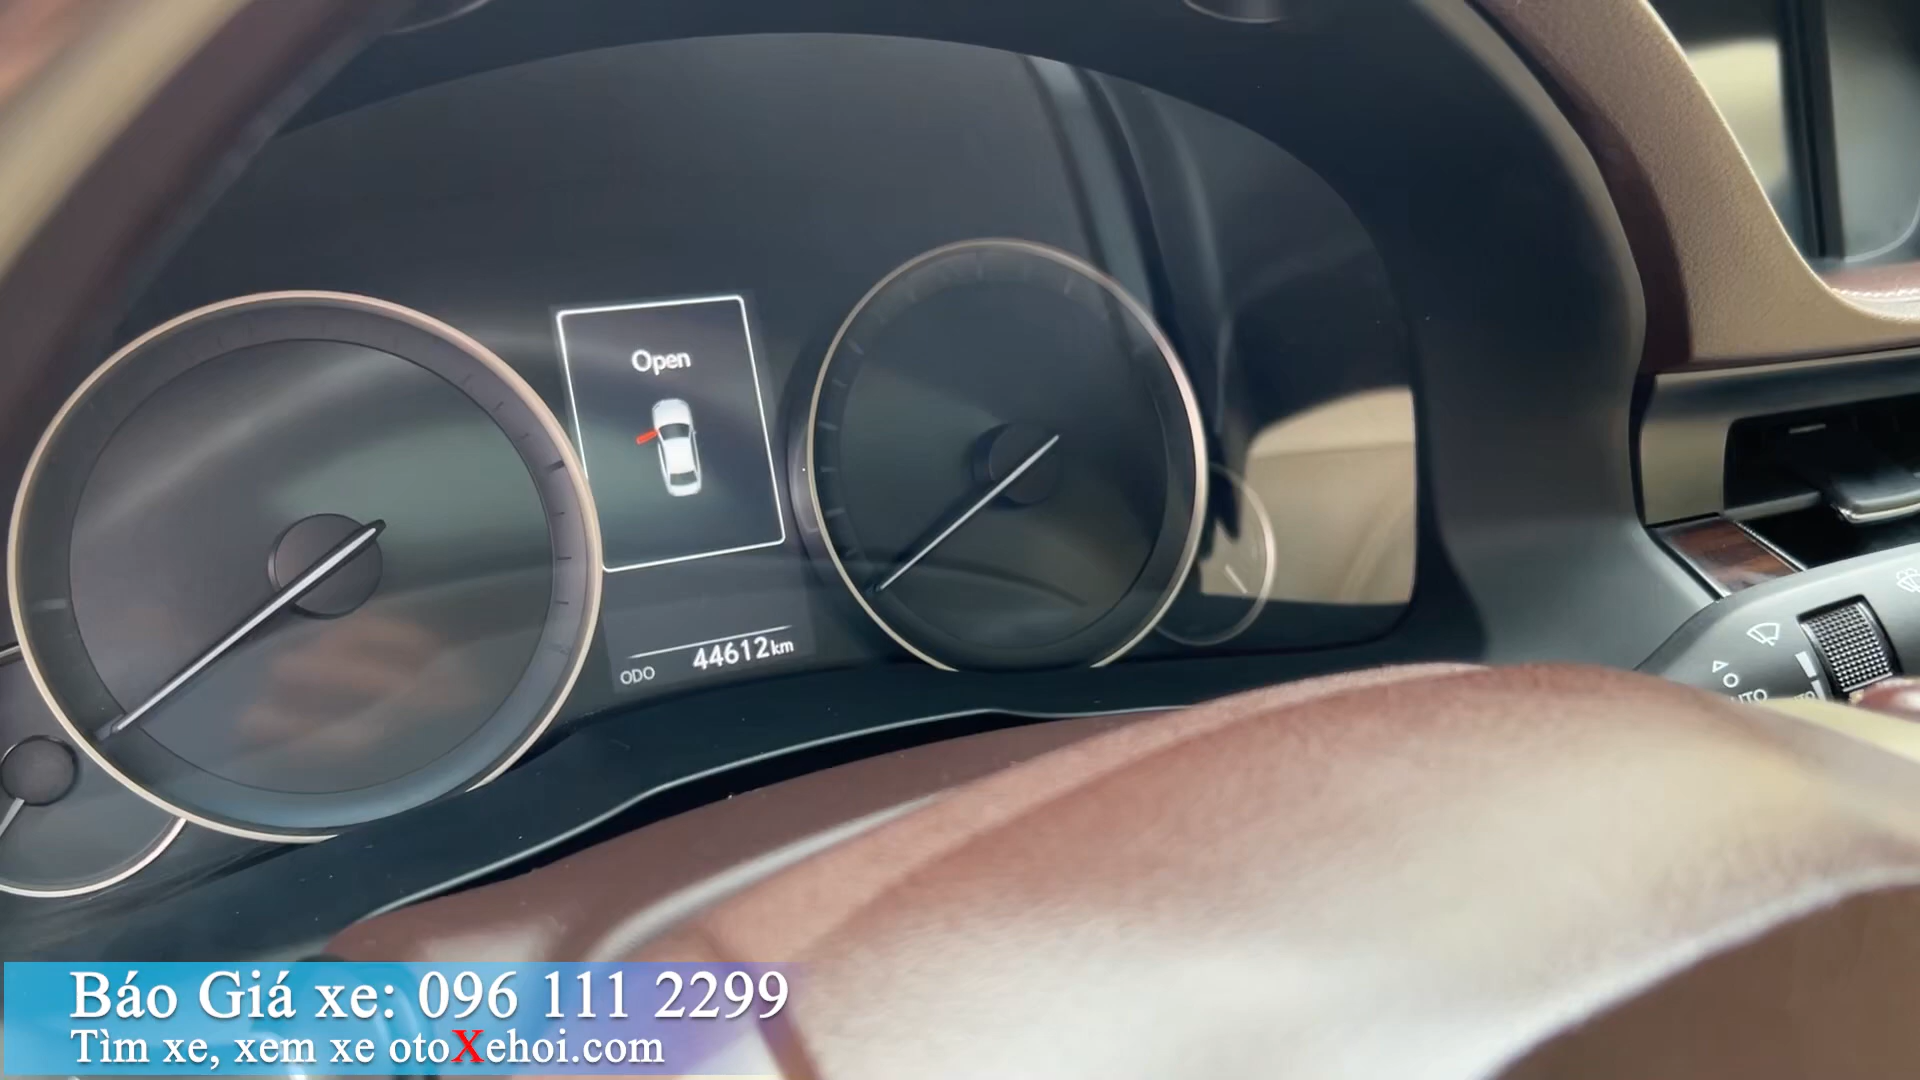 Open
ODO 44612km
AUTO
Báo Giá xe: 096 111 2299
Tìm xe, xem xe otoXehoi.com